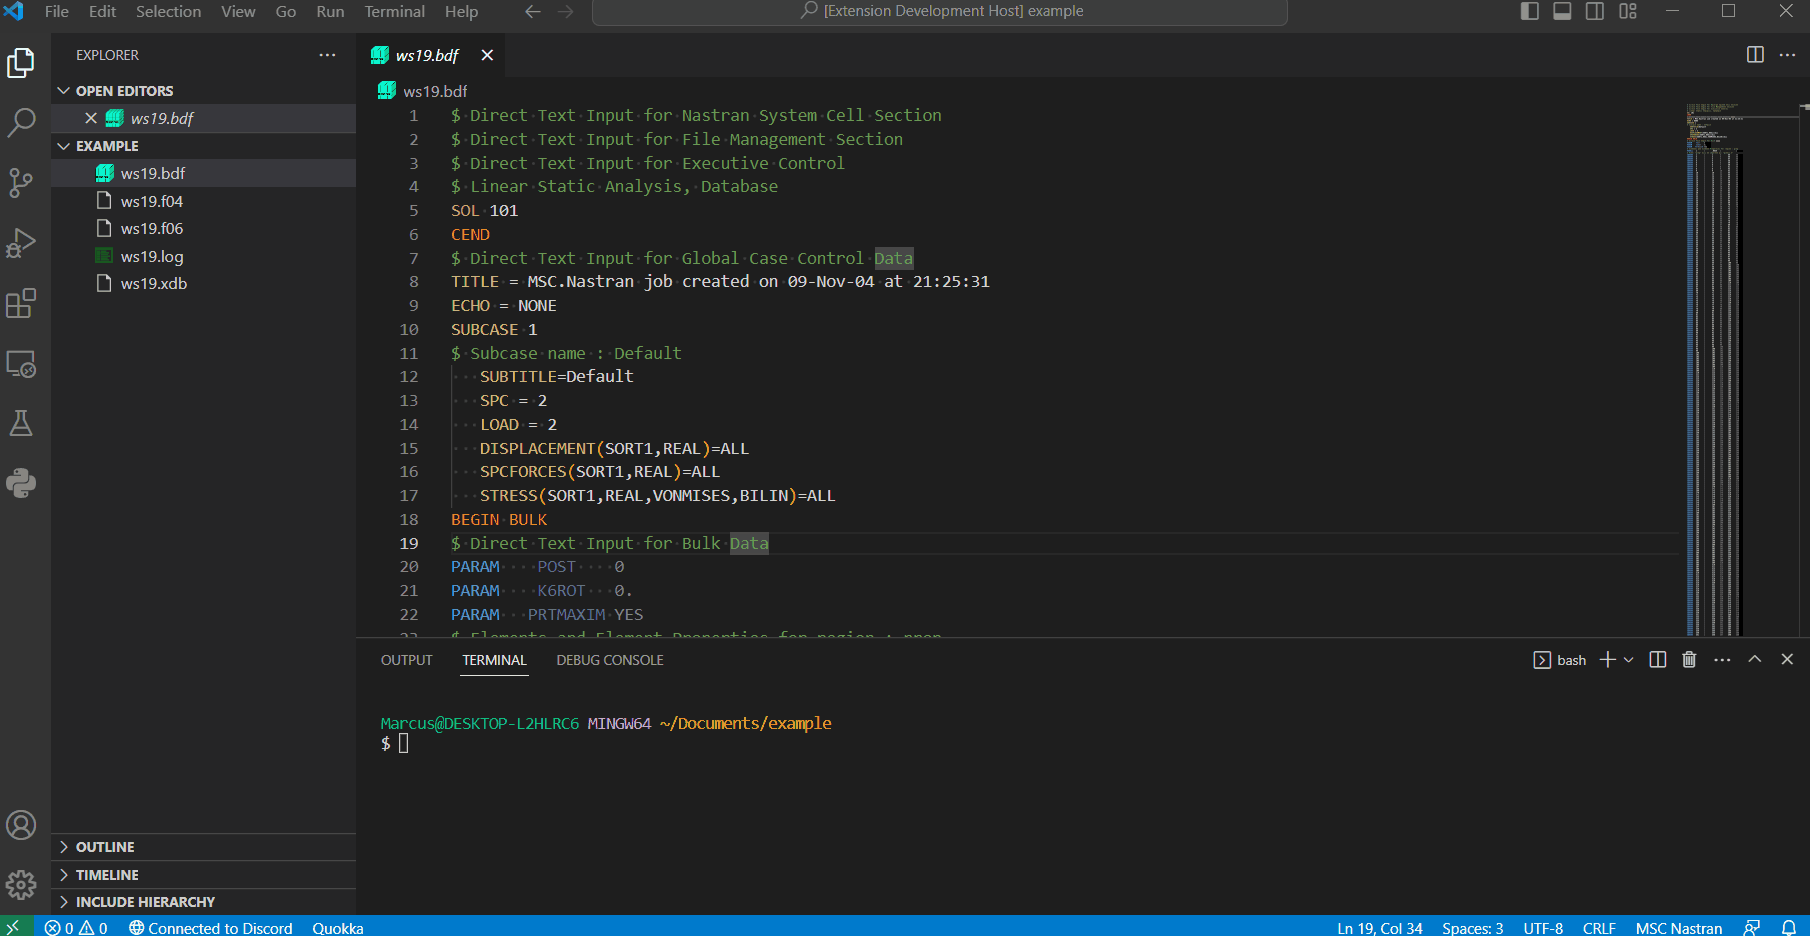 File Edit Selection View Go Run Terminal Help
[Extension Development Host] example
EXPLORER
OPEN EDITORS
ws19.bdf
EXAMPLE
ws19.bdf
ws19.f04
ws19.f06
ws19.log
ws19.xdb
OUTLINE
TIMELINE
INCLUDE HIERARCHY
ws19.bdf
ws19.bdf
1 $ Direct Text Input for Nastran System Cell Section
2 $ Direct Text Input for File Management Section
3 $ Direct Text Input for Executive Control
4 $ Linear Static Analysis, Database
5 SOL 101
6 CEND
7 $ Direct Text Input for Global Case Control Data
8 TITLE = MSC.Nastran job created on 09-Nov-04 at 21:25:31
9 ECHO = NONE
10 SUBCASE 1
11 $ Subcase name : Default
12    SUBTITLE=Default
13    SPC = 2
14    LOAD = 2
15    DISPLACEMENT(SORT1,REAL)=ALL
16    SPCFORCES(SORT1,REAL)=ALL
17    STRESS(SORT1,REAL,VONMISES,BILIN)=ALL
18 BEGIN BULK
19 $ Direct Text Input for Bulk Data
20 PARAM    POST    0
21 PARAM    K6ROT   0.
22 PARAM   PRTMAXIM YES
23 $ Elements and Element Properties for region :
OUTPUT TERMINAL DEBUG CONSOLE
bash
Marcus@DESKTOP-L2HLRC6 MINGW64 ~/Documents/example
$
0 0 Connected to Discord Quokka
Ln 19, Col 34 Spaces: 3 UTF-8 CRLF MSC Nastran